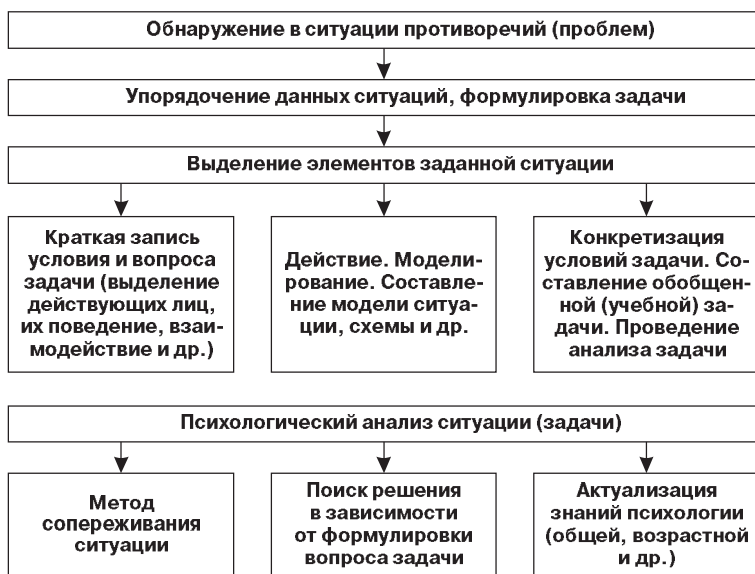 Обнаружение в ситуации противоречий (проблем)
Упорядочение данных ситуаций, формулировка задачи
Выделение элементов заданной ситуации
Краткая запись
условия и вопроса
задачи (выделение
действующих лиц,
их поведение, взаи-
модействие и др.)
Действие. Модели-
рование. Составле-
ние модели ситуа-
ции, схемы и др.
Конкретизация
условий задачи. Со-
ставление обобщен-
ной (учебной) за-
дачи. Проведение
анализа задачи
Психологический анализ ситуации (задачи)
Метод
сопереживания
ситуации
Поиск решения
в зависимости
от формулировки
вопроса задачи
Актуализация
знаний психологии
(общей, возрастной
и др.)